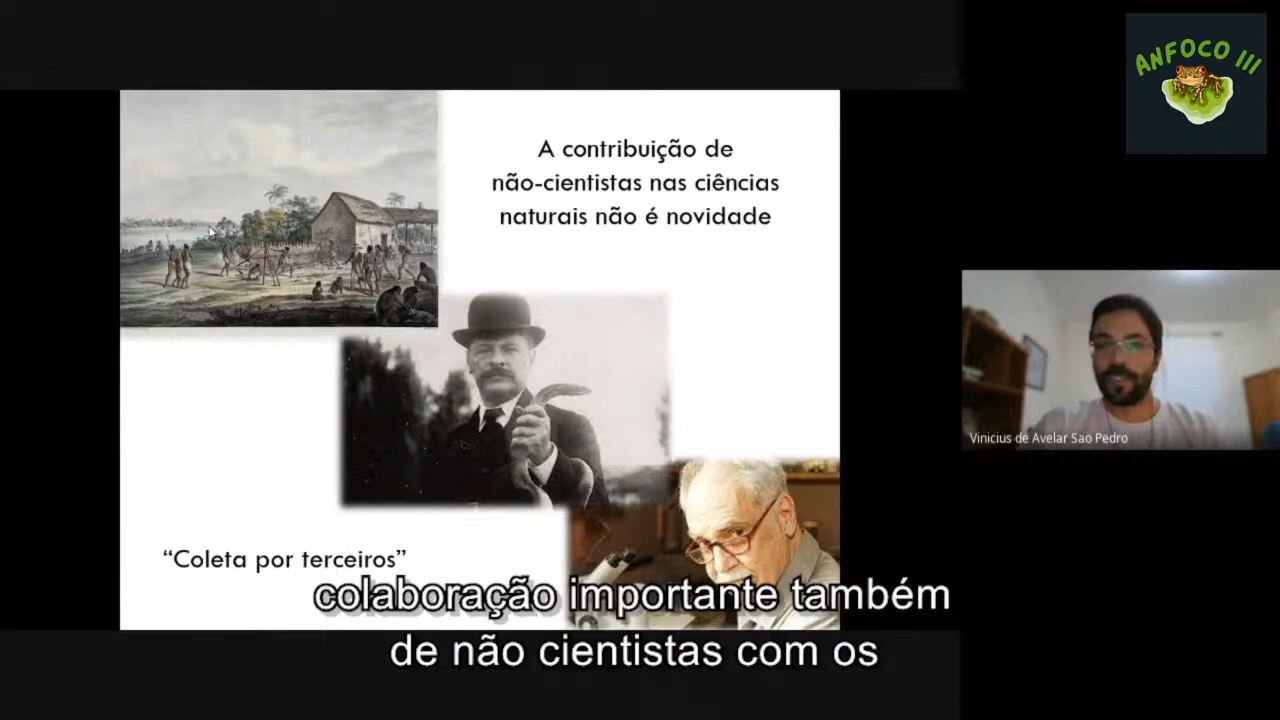 ANFOCO III
A contribuição de
não-cientistas nas ciências
naturais não é novidade
Vinicius de Avelar Sao Pedro
“Coleta por terceiros”
colaboração importante também
de não cientistas com os